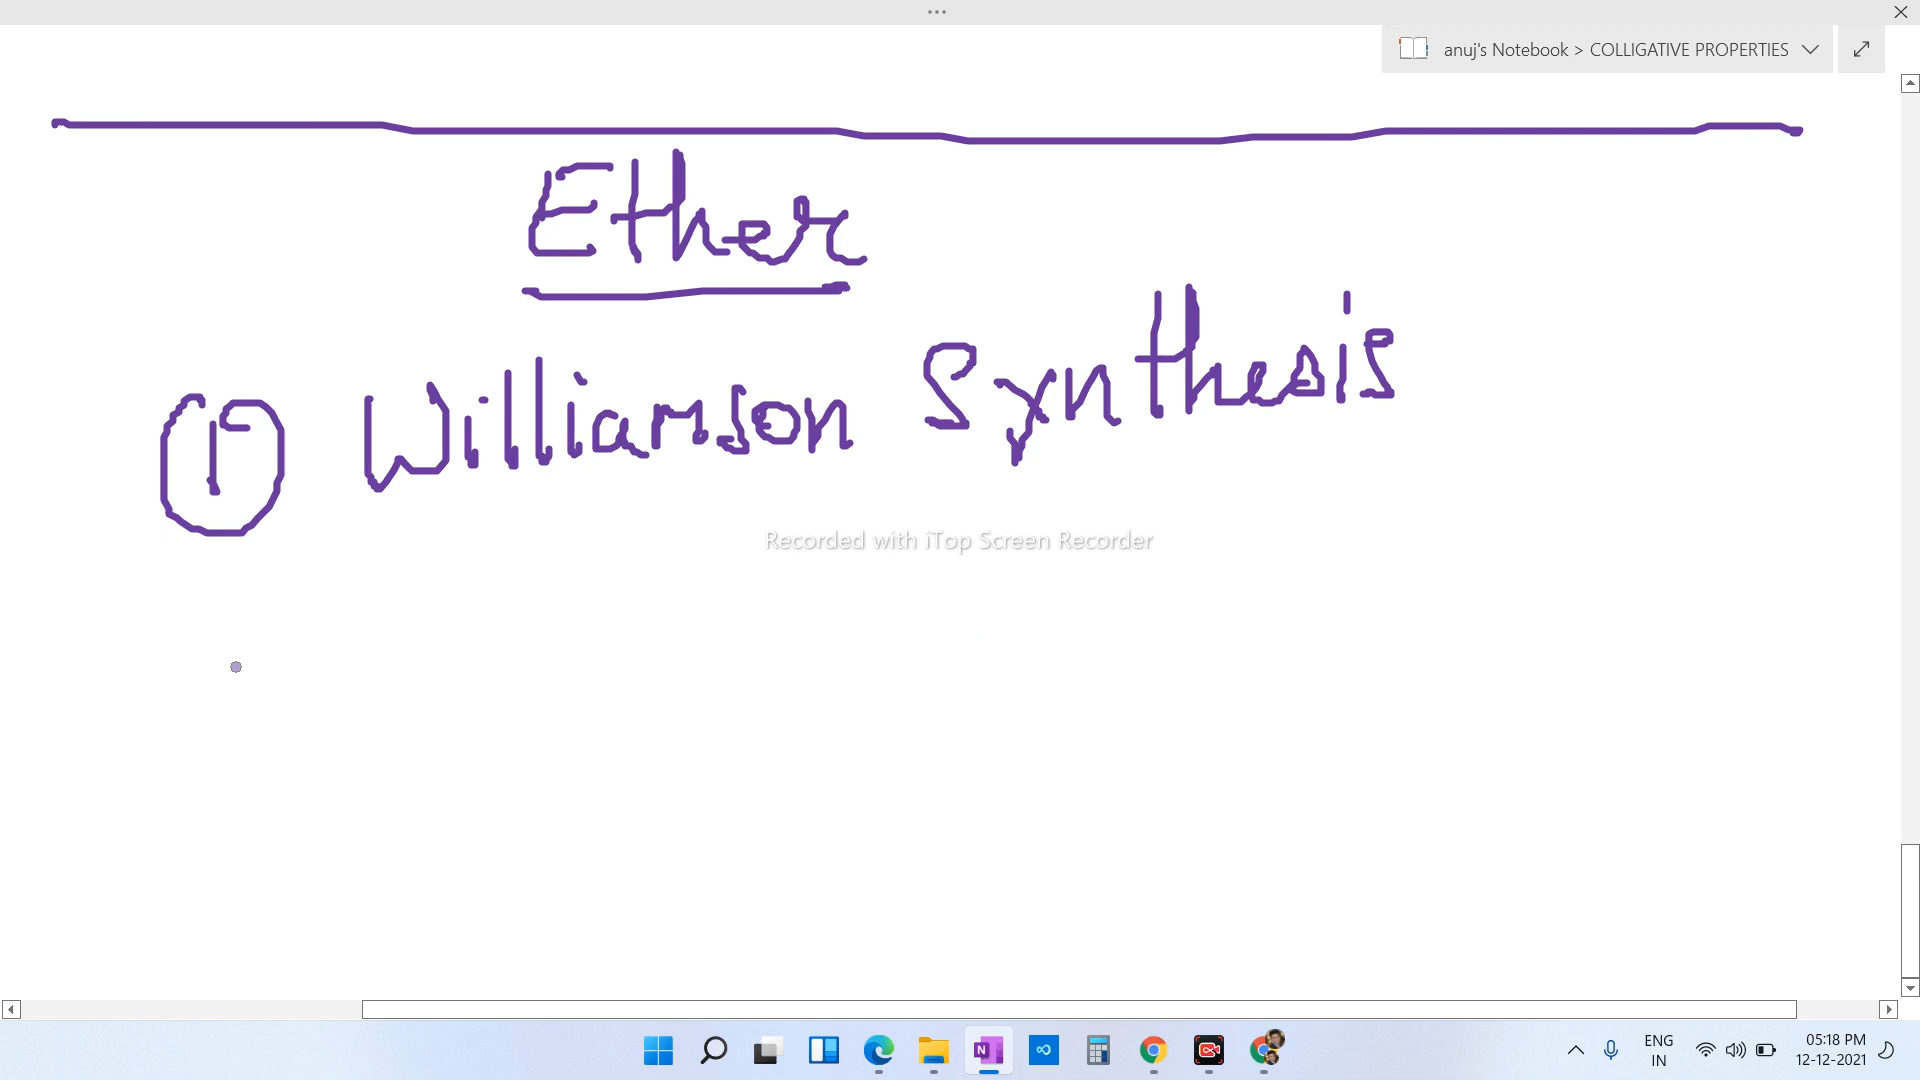 anuj's Notebook > COLLIGATIVE PROPERTIES
Ether
① Williamson Synthesis
Recorded with iTop Screen Recorder
ENG
IN
05:18 PM
12-12-2021